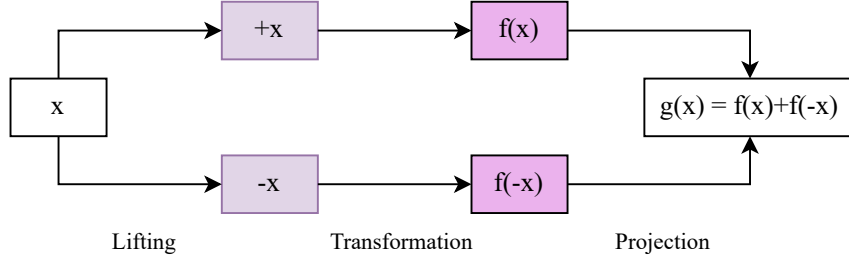 +x
f(x)
x
g(x) = f(x)+f(-x)
-x
f(-x)
Lifting
Transformation
Projection